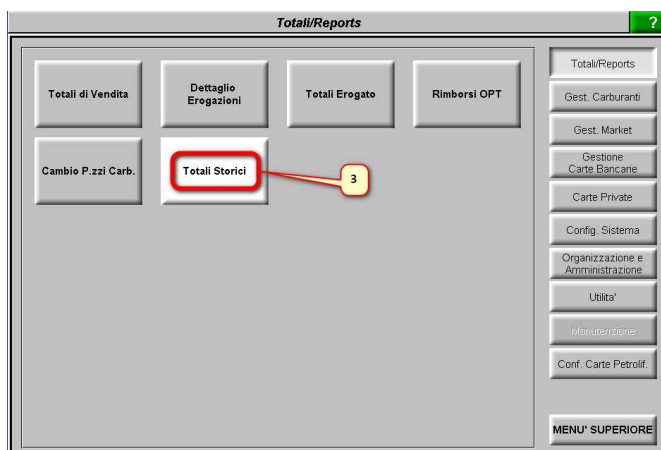 Totali/Reports
?
Totali di Vendita
Dettaglio
Erogazioni
Totali Erogato
Rimborsi OPT
Cambio P.zzi Carb.
Totali Storici
3
Totali/Reports
Gest. Carburanti
Gest. Market
Gestione
Carte Bancarie
Carte Private
Config. Sistema
Organizzazione e
Amministrazione
Utilita'
Manutenzione
Conf. Carte Petrolif.
MENU' SUPERIORE